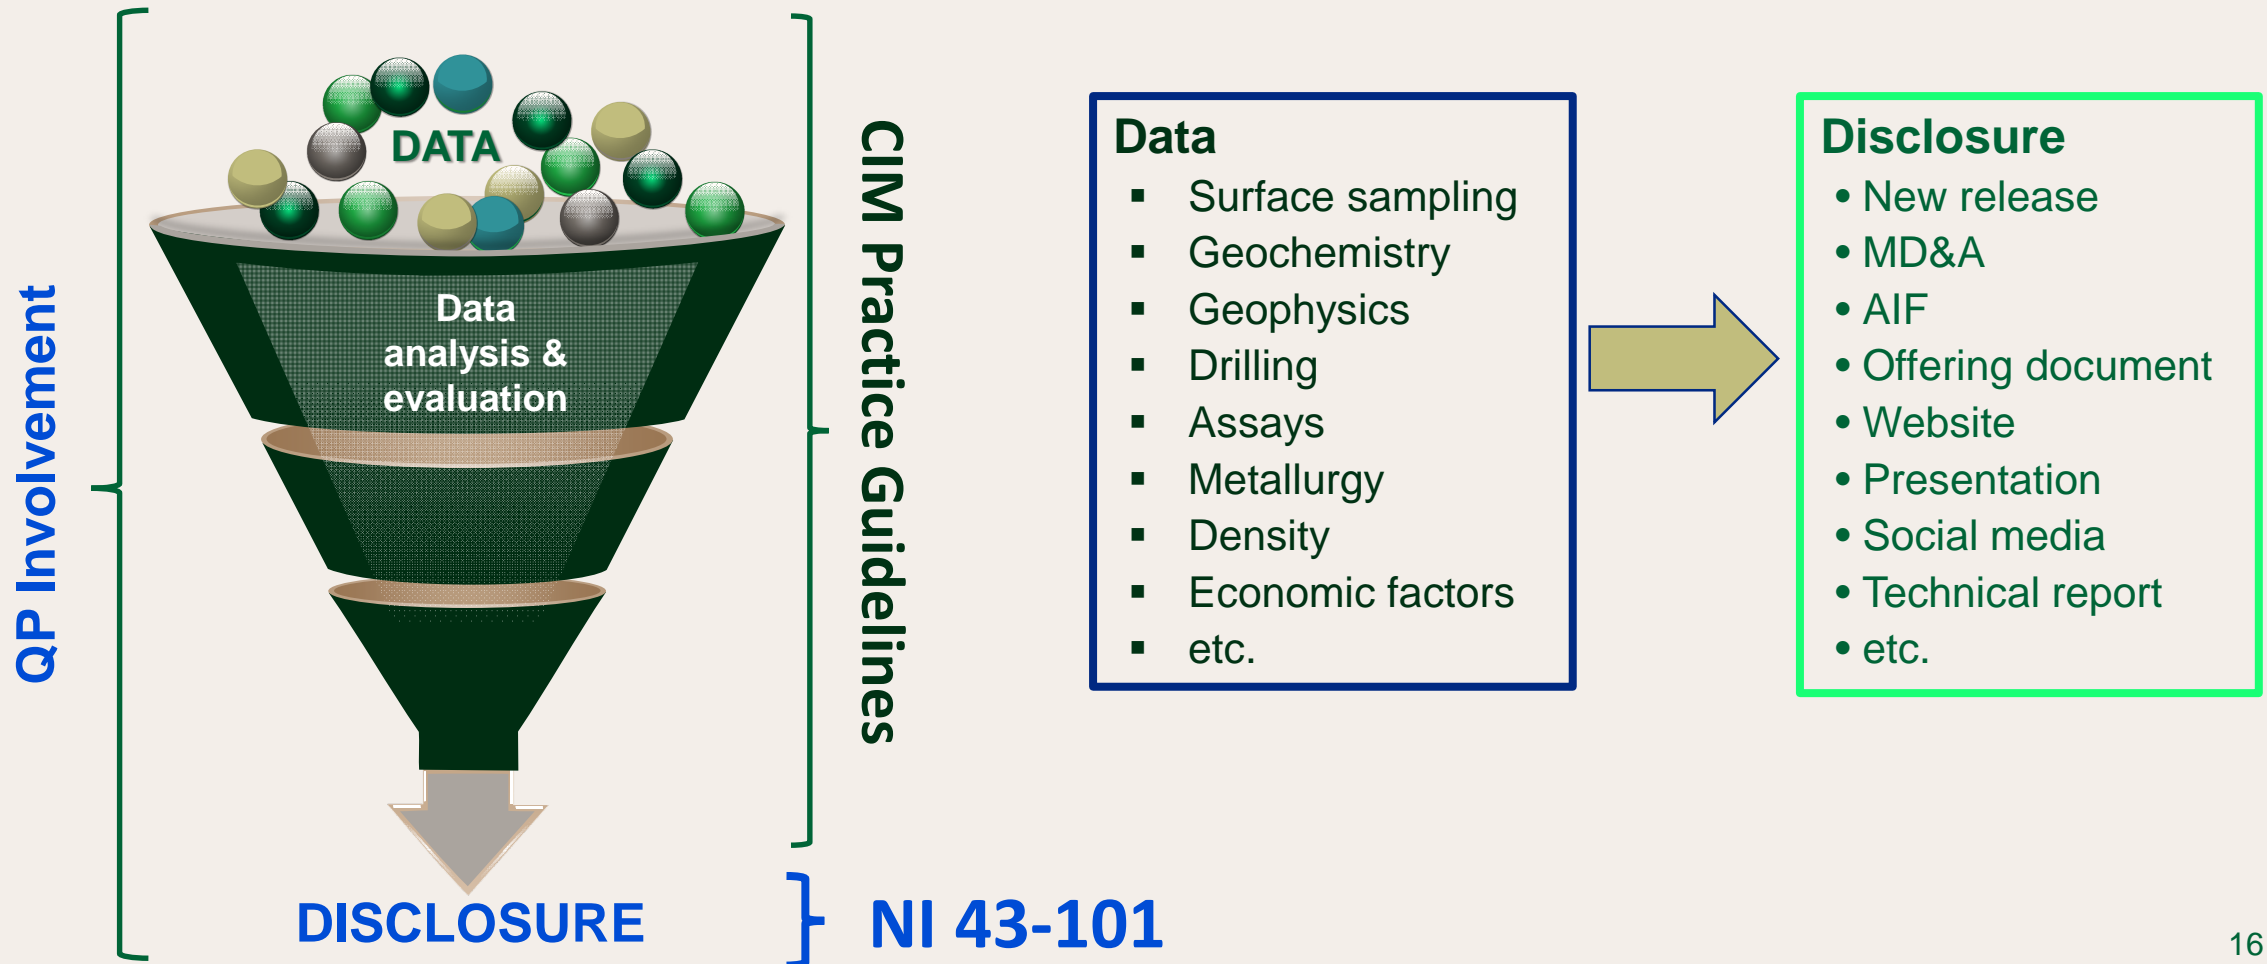 QP Involvement
DATA
Data
analysis &
evaluation
DISCLOSURE
CIM Practice Guidelines
NI 43-101
Data
▪ Surface sampling
▪ Geochemistry
▪ Geophysics
▪ Drilling
▪ Assays
▪ Metallurgy
▪ Density
▪ Economic factors
▪ etc.
Disclosure
• New release
• MD&A
• AIF
• Offering document
• Website
• Presentation
• Social media
• Technical report
• etc.
16